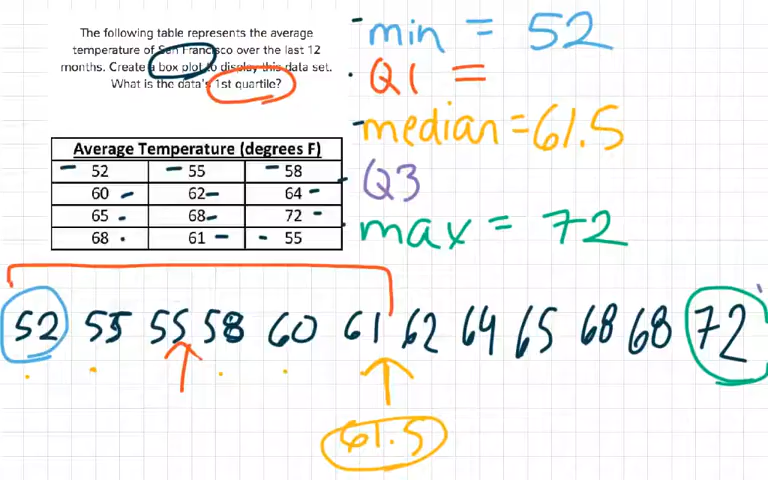 The following table represents the average
temperature of San Francisco over the last 12
months. Create a box plot to display this data set.
What is the data's 1st quartile?
min = 52
Q1 =
median = 61.5
Q3
max = 72
Average Temperature (degrees F)
52 55 58
60 62 64
65 68 72
68 61 55
52 55 55 58 60 61 62 64 65 68 68 72
61.5